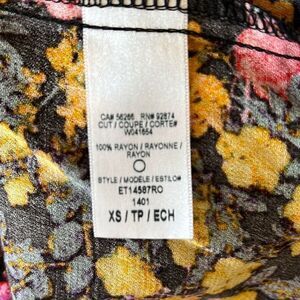 CA# 56266 RN# 92874
CUT / COUPE / CORTE#
W041654
100% RAYON / RAYONNE /
RAYON
STYLE / MODELE / ESTILO#
ET14587RO
1401
XS / TP / ECH